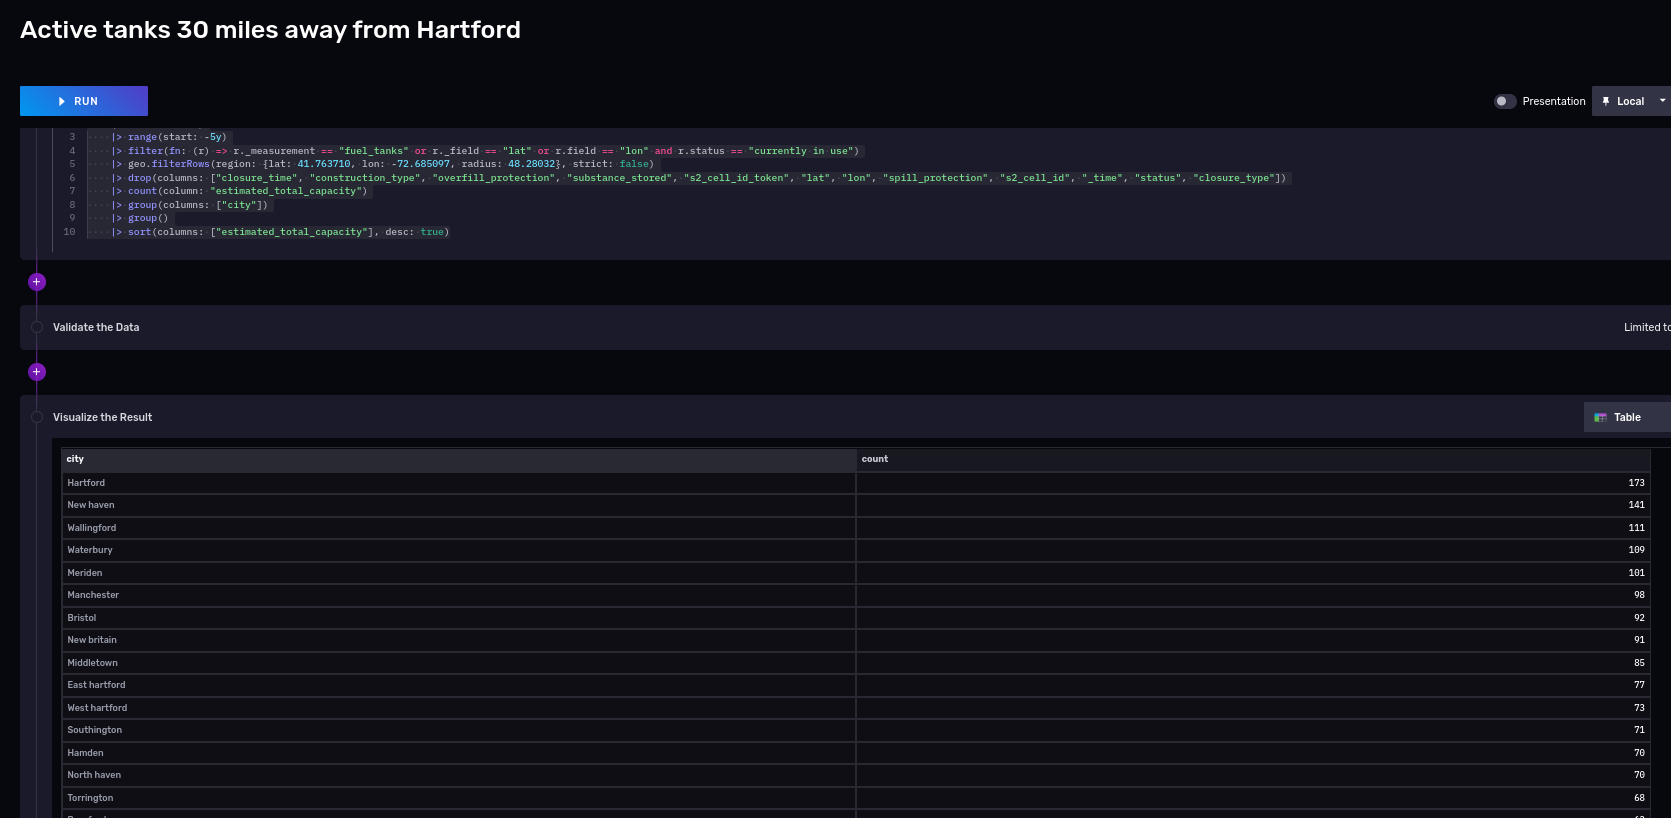 Active tanks 30 miles away from Hartford
RUN
Presentation
Local
3 |> range(start: -5y)
4 |> filter(fn: (r) => r._measurement == "fuel_tanks" or r._field == "lat" or r.field == "lon" and r.status == "currently in use")
5 |> geo.filterRows(region: {lat: 41.763710, lon: -72.685097, radius: 48.28032}, strict: false)
6 |> drop(columns: ["closure_time", "construction_type", "overfill_protection", "substance_stored", "s2_cell_id_token", "lat", "lon", "spill_protection", "s2_cell_id", "_time", "status", "closure_type"])
7 |> count(column: "estimated_total_capacity")
8 |> group(columns: ["city"])
9 |> group()
10 |> sort(columns: ["estimated_total_capacity"], desc: true)
+
Validate the Data
Limited to
+
Visualize the Result
Table
city count
Hartford 173
New haven 141
Wallingford 111
Waterbury 109
Meriden 101
Manchester 98
Bristol 92
New britain 91
Middletown 85
East hartford 77
West hartford 73
Southington 71
Hamden 70
North haven 70
Torrington 68